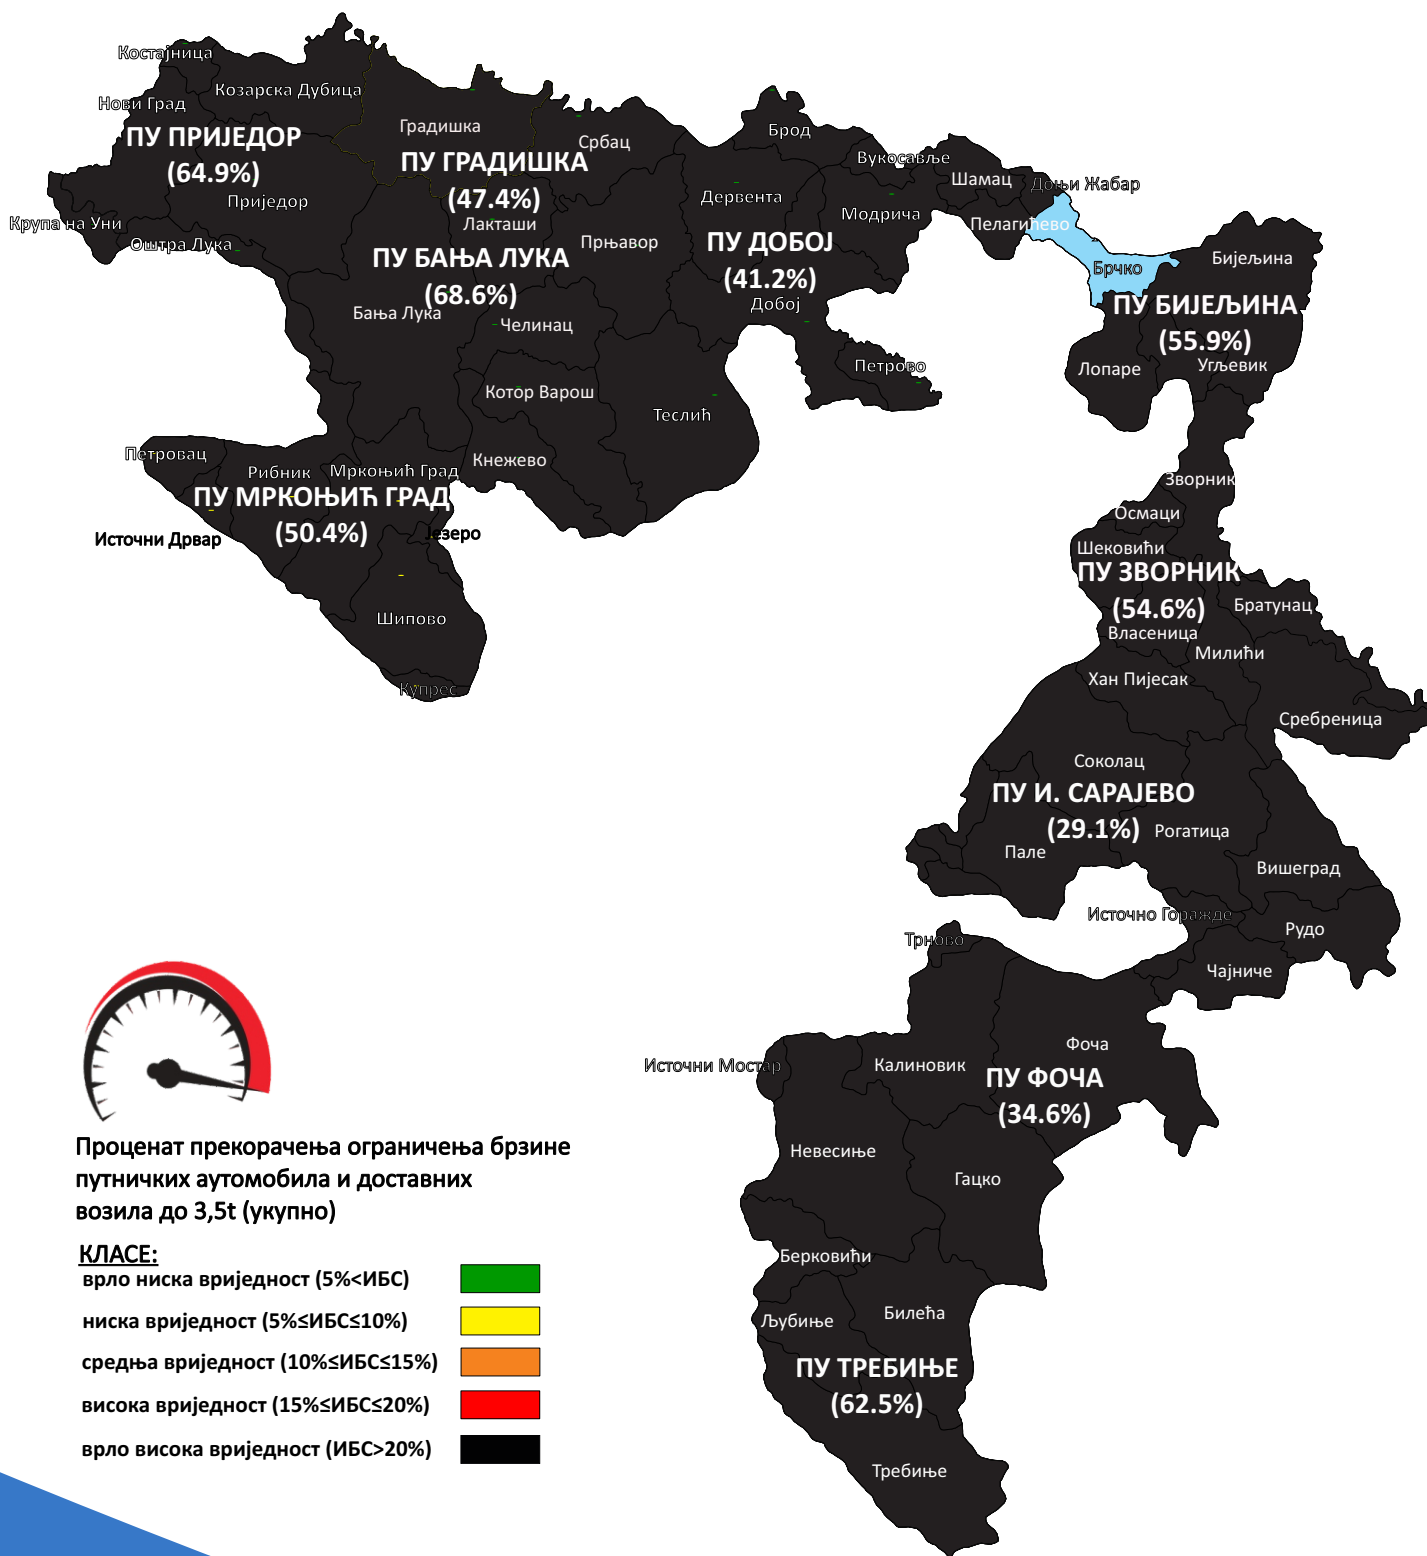 Костајница
Козарска Дубица
Нови Град
ПУ ПРИЈЕДОР
(64.9%)
Приједор
Крупа на Уни
Оштра Лука
Градишка
Србац
ПУ ГРАДИШКА
(47.4%)
Лакташи
ПУ БАЊА ЛУКА
(68.6%)
Бања Лука
Прњавор
Челинац
Котор Варош
Кнежево
Теслић
Брод
Вукосавље
Дервента
Модрича
ПУ ДОБОЈ
(41.2%)
Добој
Петрово
Шамац
Доњи Жабар
Пелагићево
Брчко
Бијељина
ПУ БИЈЕЉИНА
(55.9%)
Лопаре
Угљевик
Петровац
Рибник
Мркоњић Град
ПУ МРКОЊИЋ ГРАД
(50.4%)
Источни Дрвар
Језеро
Шипово
Купрес
Зворник
Осмаци
Шековићи
ПУ ЗВОРНИК
(54.6%)
Братунац
Власеница
Милићи
Хан Пијесак
Сребреница
Соколац
ПУ И. САРАЈЕВО
(29.1%)
Рогатица
Пале
Вишеград
Источно Горажде
Рудо
Чајниче
Трново
Фоча
Источни Мостар
Калиновик
ПУ ФОЧА
(34.6%)
Невесиње
Гацко
Берковићи
Љубиње
Билећа
ПУ ТРЕБИЊЕ
(62.5%)
Требиње
Проценат прекорачења ограничења брзине
путничких аутомобила и доставних
возила до 3,5t (укупно)
КЛАСЕ:
врло ниска вриједност (5%<ИБС)
ниска вриједност (5%≤ИБС≤10%)
средња вриједност (10%≤ИБС≤15%)
висока вриједност (15%≤ИБС≤20%)
врло висока вриједност (ИБС>20%)